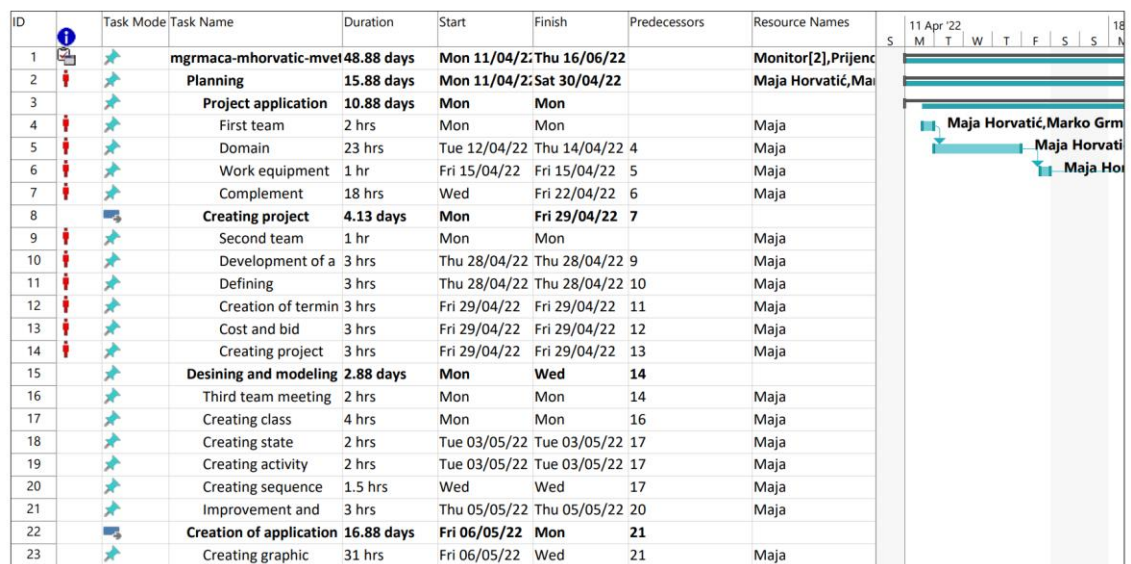 ID Task Mode Task Name Duration Start Finish Predecessors Resource Names 11 Apr '22 18
S M T W T F S S M
1 mgrmaca-mhorvatic-mvet 48.88 days Mon 11/04/22 Thu 16/06/22 Monitor[2],Prijeno
2 Planning 15.88 days Mon 11/04/22 Sat 30/04/22 Maja Horvatić,Mar
3 Project application 10.88 days Mon Mon
4 First team 2 hrs Mon Mon Maja Maja Horvatić,Marko Grm
5 Domain 23 hrs Tue 12/04/22 Thu 14/04/22 4 Maja Maja Horvati
6 Work equipment 1 hr Fri 15/04/22 Fri 15/04/22 5 Maja Maja Hor
7 Complement 18 hrs Wed Fri 22/04/22 6 Maja
8 Creating project 4.13 days Mon Fri 29/04/22 7
9 Second team 1 hr Mon Mon Maja
10 Development of a 3 hrs Thu 28/04/22 Thu 28/04/22 9 Maja
11 Defining 3 hrs Thu 28/04/22 Thu 28/04/22 10 Maja
12 Creation of termin 3 hrs Fri 29/04/22 Fri 29/04/22 11 Maja
13 Cost and bid 3 hrs Fri 29/04/22 Fri 29/04/22 12 Maja
14 Creating project 3 hrs Fri 29/04/22 Fri 29/04/22 13 Maja
15 Desining and modeling 2.88 days Mon Wed 14
16 Third team meeting 2 hrs Mon Mon 14 Maja
17 Creating class 4 hrs Mon Mon 16 Maja
18 Creating state 2 hrs Tue 03/05/22 Tue 03/05/22 17 Maja
19 Creating activity 2 hrs Tue 03/05/22 Tue 03/05/22 17 Maja
20 Creating sequence 1.5 hrs Wed Wed 17 Maja
21 Improvement and 3 hrs Thu 05/05/22 Thu 05/05/22 20 Maja
22 Creation of application 16.88 days Fri 06/05/22 Mon 21
23 Creating graphic 31 hrs Fri 06/05/22 Wed 21 Maja